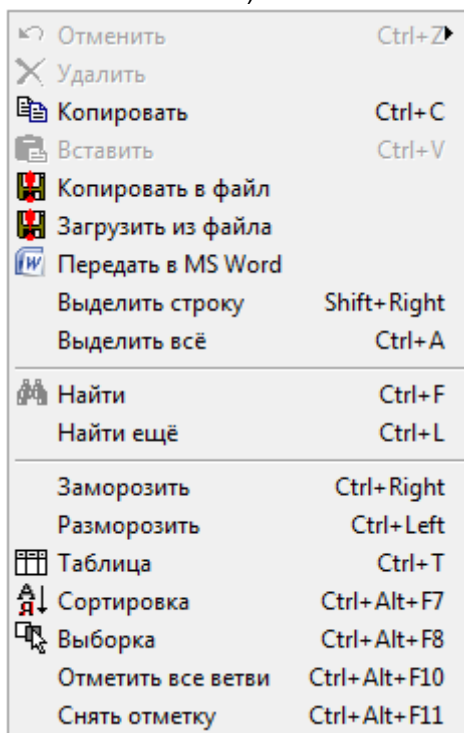 Отменить Ctrl+Z
Удалить
Копировать Ctrl+C
Вставить Ctrl+V
Копировать в файл
Загрузить из файла
Передать в MS Word
Выделить строку Shift+Right
Выделить всё Ctrl+A
Найти Ctrl+F
Найти ещё Ctrl+L
Заморозить Ctrl+Right
Разморозить Ctrl+Left
Таблица Ctrl+T
Сортировка Ctrl+Alt+F7
Выборка Ctrl+Alt+F8
Отметить все ветви Ctrl+Alt+F10
Снять отметку Ctrl+Alt+F11